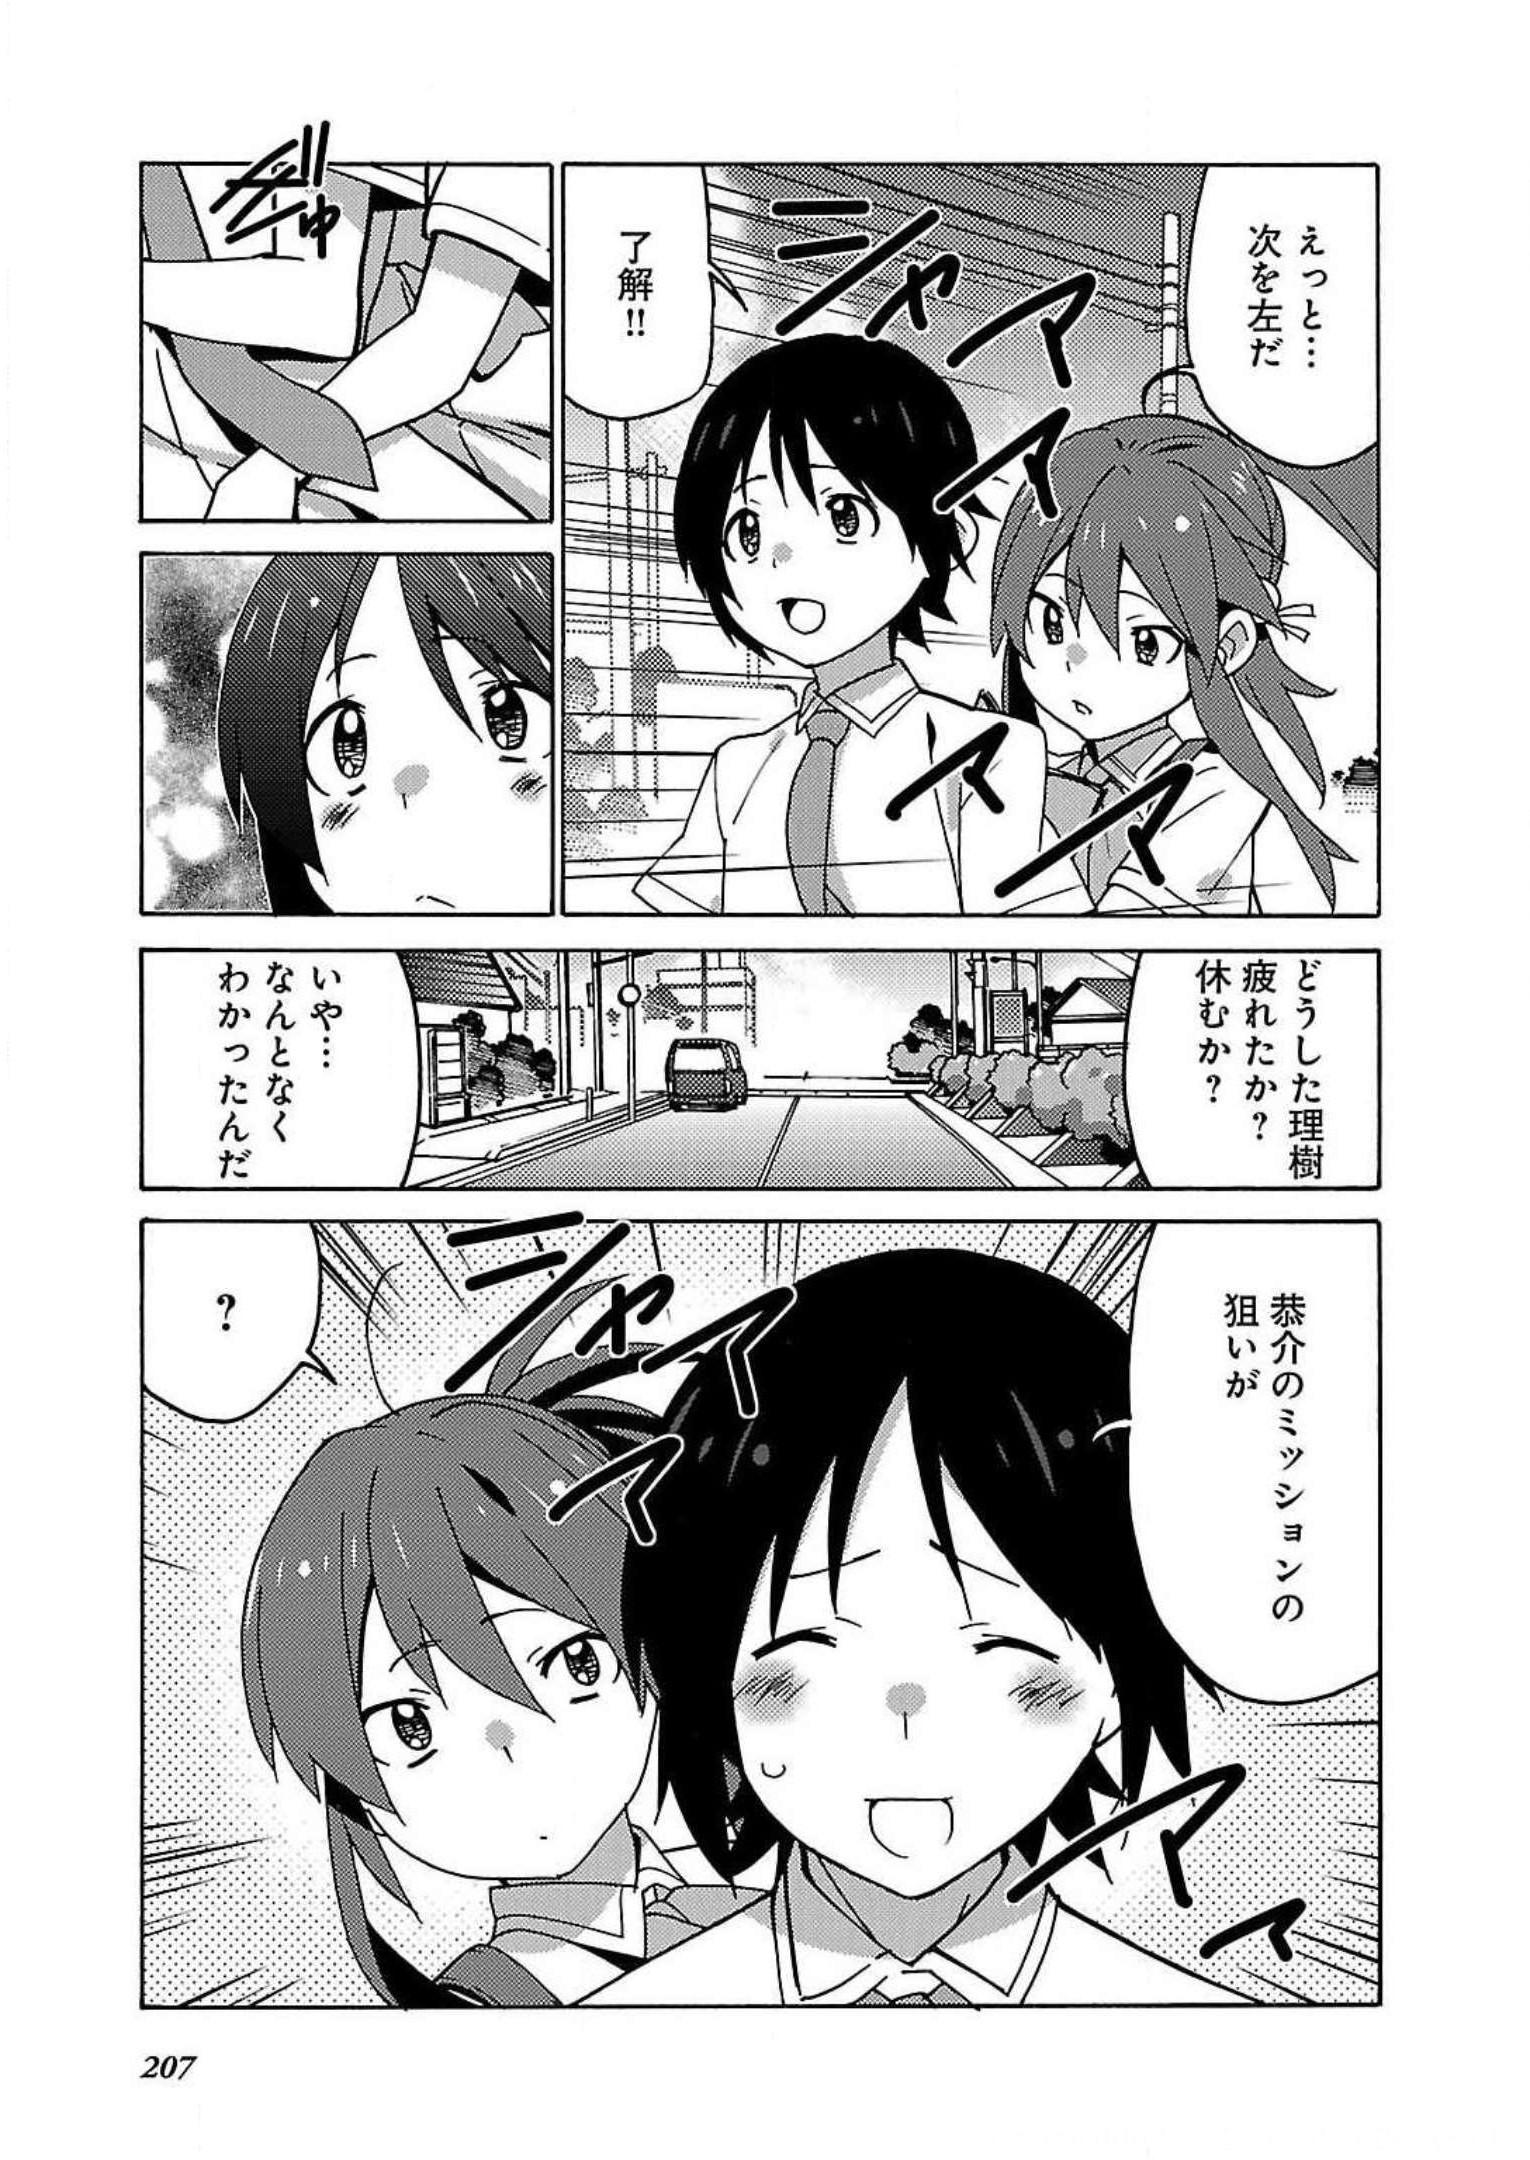 えっと…
次を左だ
シャアアア
アア
了解!!
ぎゅ
どうした理樹
疲れたか?
休むか?
いや…
なんとなく
わかったんだ
恭介のミッションの
狙いが
シャアア
アア
?
207